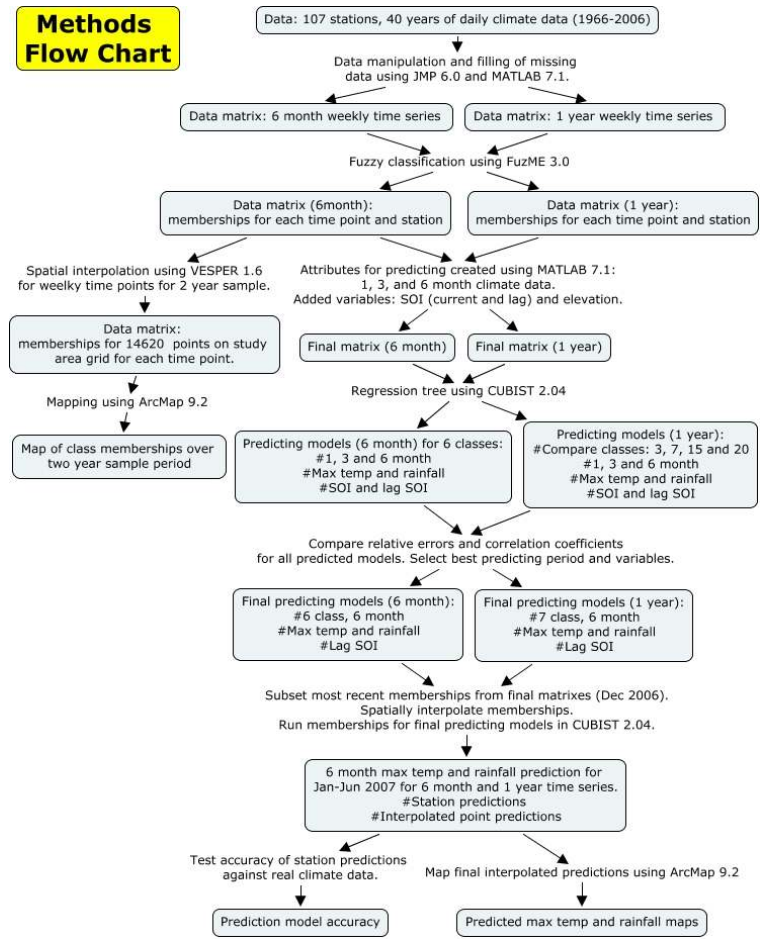 Methods
Flow Chart
Data: 107 stations, 40 years of daily climate data (1966-2006)
Data manipulation and filling of missing
data using JMP 6.0 and MATLAB 7.1.
Data matrix: 6 month weekly time series
Data matrix: 1 year weekly time series
Fuzzy classification using FuzME 3.0
Data matrix (6month):
memberships for each time point and station
Data matrix (1 year):
memberships for each time point and station
Spatial interpolation using VESPER 1.6
for weelky time points for 2 year sample.
Attributes for predicting created using MATLAB 7.1:
1, 3, and 6 month climate data.
Added variables: SOI (current and lag) and elevation.
Data matrix:
memberships for 14620 points on study
area grid for each time point.
Final matrix (6 month)
Final matrix (1 year)
Mapping using ArcMap 9.2
Regression tree using CUBIST 2.04
Map of class memberships over
two year sample period
Predicting models (6 month) for 6 classes:
#1, 3 and 6 month
#Max temp and rainfall
#SOI and lag SOI
Predicting models (1 year):
#Compare classes: 3, 7, 15 and 20
#1, 3 and 6 month
#Max temp and rainfall
#SOI and lag SOI
Compare relative errors and correlation coefficients
for all predicted models. Select best predicting period and variables.
Final predicting models (6 month):
#6 class, 6 month
#Max temp and rainfall
#Lag SOI
Final predicting models (1 year):
#7 class, 6 month
#Max temp and rainfall
#Lag SOI
Subset most recent memberships from final matrixes (Dec 2006).
Spatially interpolate memberships.
Run memberships for final predicting models in CUBIST 2.04.
6 month max temp and rainfall prediction for
Jan-Jun 2007 for 6 month and 1 year time series.
#Station predictions
#Interpolated point predictions
Test accuracy of station predictions
against real climate data.
Map final interpolated predictions using ArcMap 9.2
Prediction model accuracy
Predicted max temp and rainfall maps